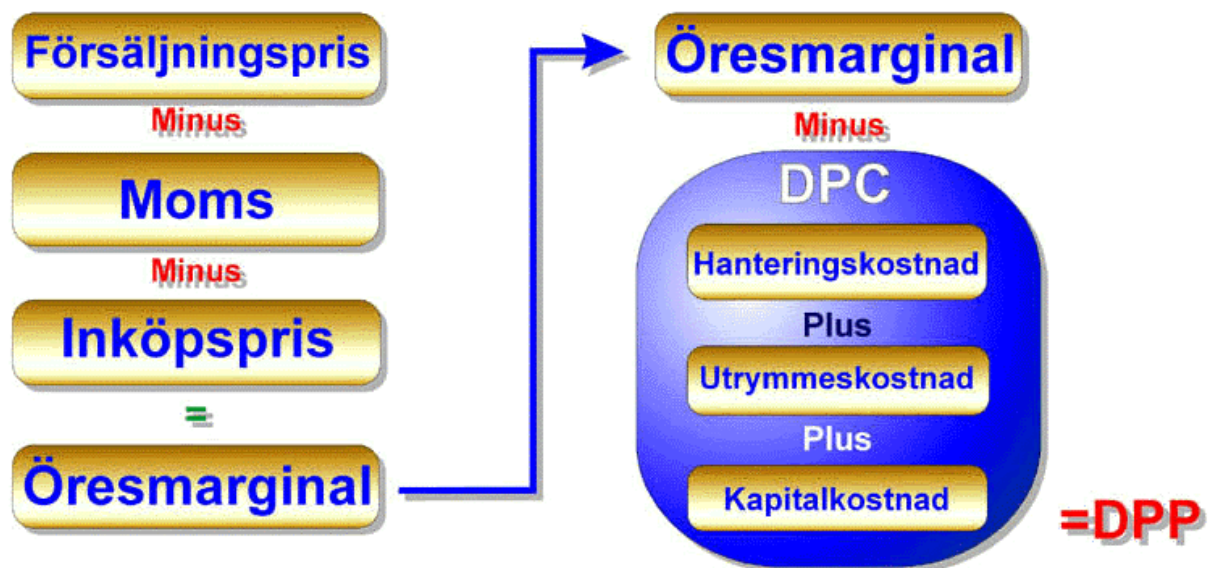 Försäljningspris
Minus
Moms
Minus
Inköpspris
=
Öresmarginal
Öresmarginal
Minus
DPC
Hanteringskostnad
Plus
Utrymmeskostnad
Plus
Kapitalkostnad
=DPP